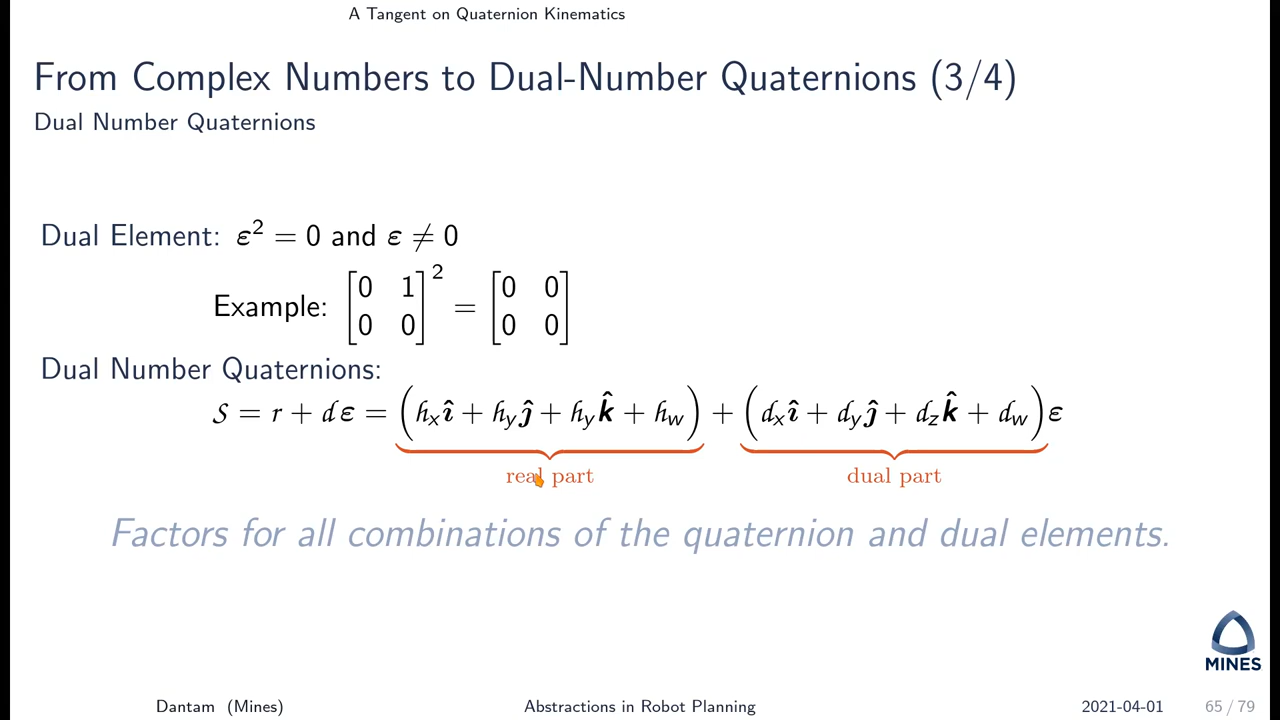 A Tangent on Quaternion Kinematics
From Complex Numbers to Dual-Number Quaternions (3/4)
Dual Number Quaternions
Dual Element: ε² = 0 and ε ≠ 0
Example: [0 1; 0 0]² = [0 0; 0 0]
Dual Number Quaternions:
𝒮 = r + dε = (hₓî + h_yĵ + h_yk̂ + h_w) + (dₓî + d_yĵ + d_zk̂ + d_w)ε
real part dual part
Factors for all combinations of the quaternion and dual elements.
MINES
Dantam (Mines) Abstractions in Robot Planning 2021-04-01 65 / 79